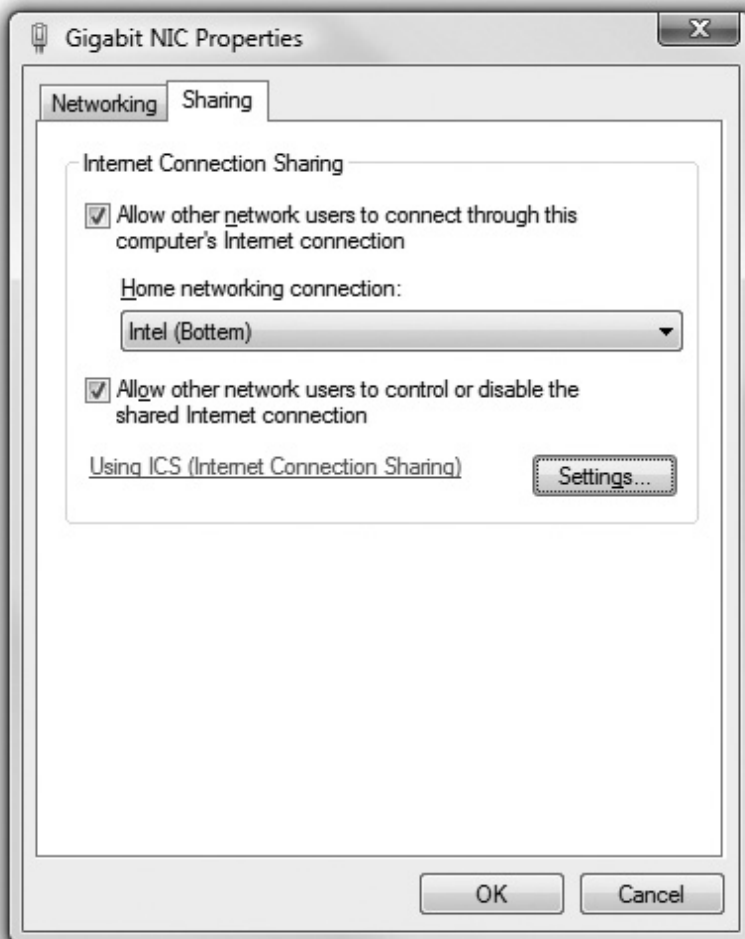 Gigabit NIC Properties
X
Networking
Sharing
Internet Connection Sharing
Allow other network users to connect through this
computer's Internet connection
Home networking connection:
Intel (Bottem)
Allow other network users to control or disable the
shared Internet connection
Using ICS (Internet Connection Sharing)
Settings...
OK
Cancel